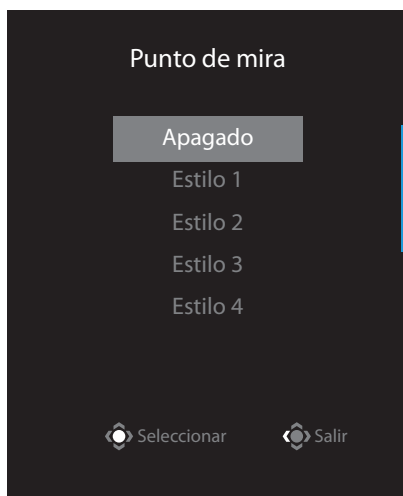 Punto de mira
Apagado
Estilo 1
Estilo 2
Estilo 3
Estilo 4
Seleccionar Salir